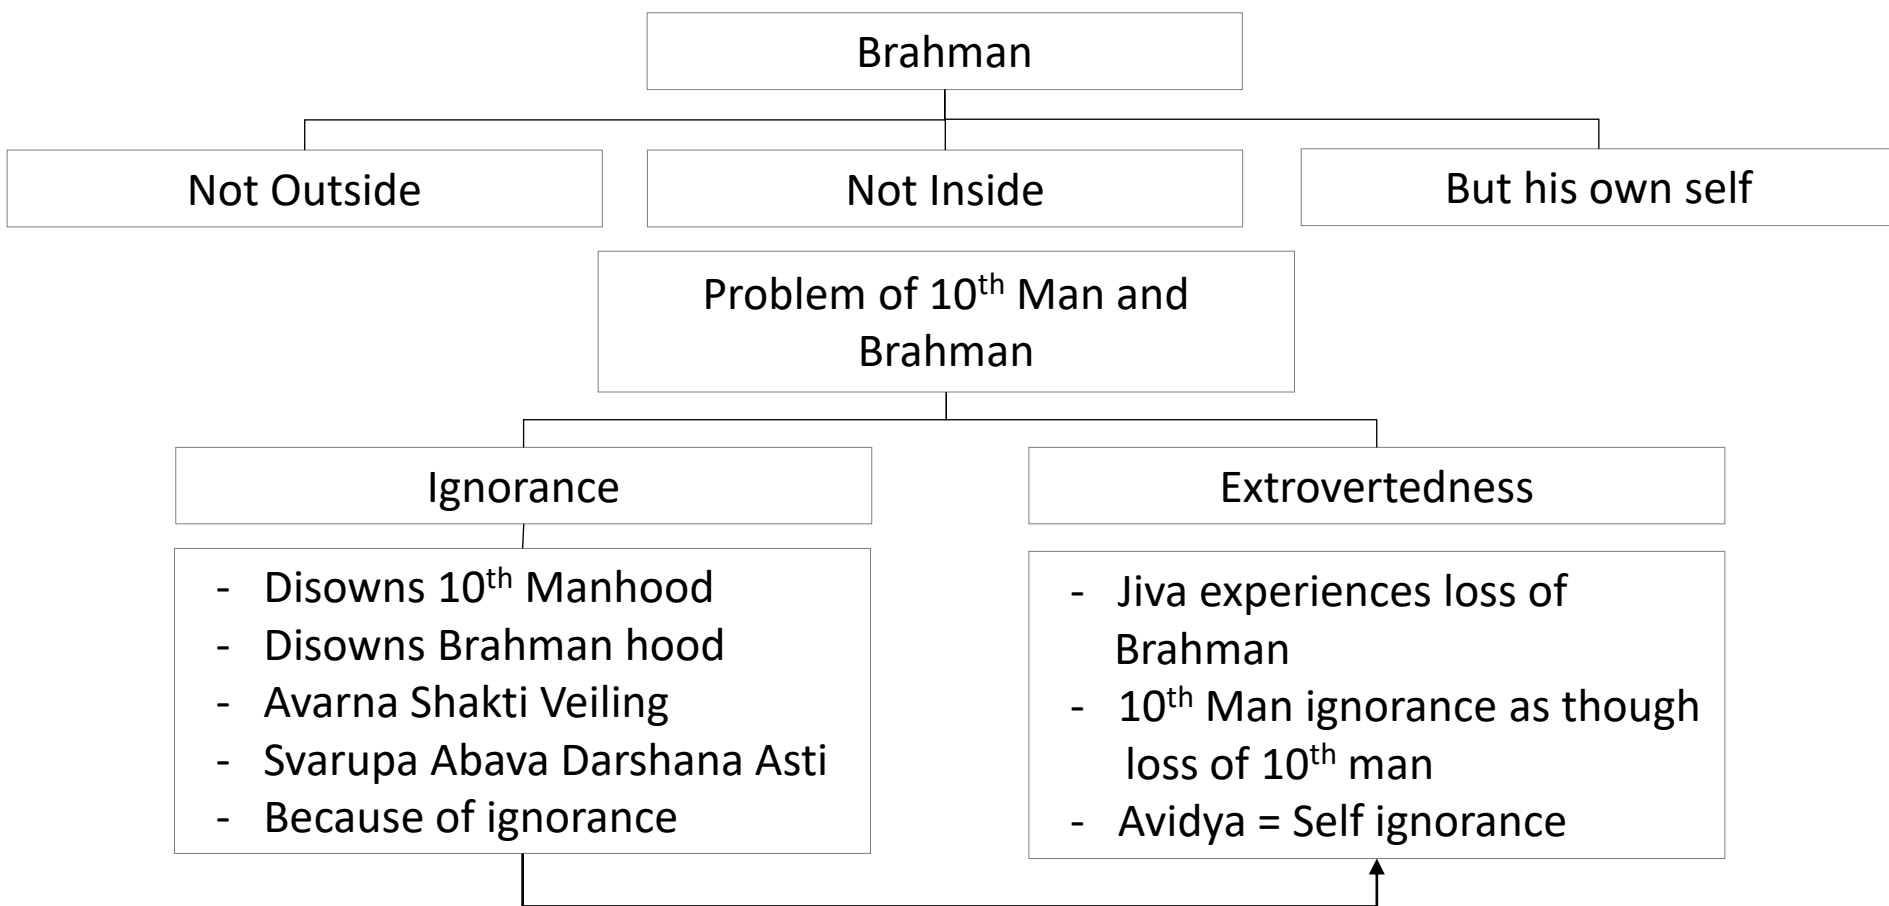 Brahman
Not Outside
Not Inside
But his own self
Problem of 10th Man and
Brahman
Ignorance
Extrovertedness
- Disowns 10th Manhood
- Disowns Brahman hood
- Avarna Shakti Veiling
- Svarupa Abava Darshana Asti
- Because of ignorance
- Jiva experiences loss of
Brahman
- 10th Man ignorance as though
loss of 10th man
- Avidya = Self ignorance